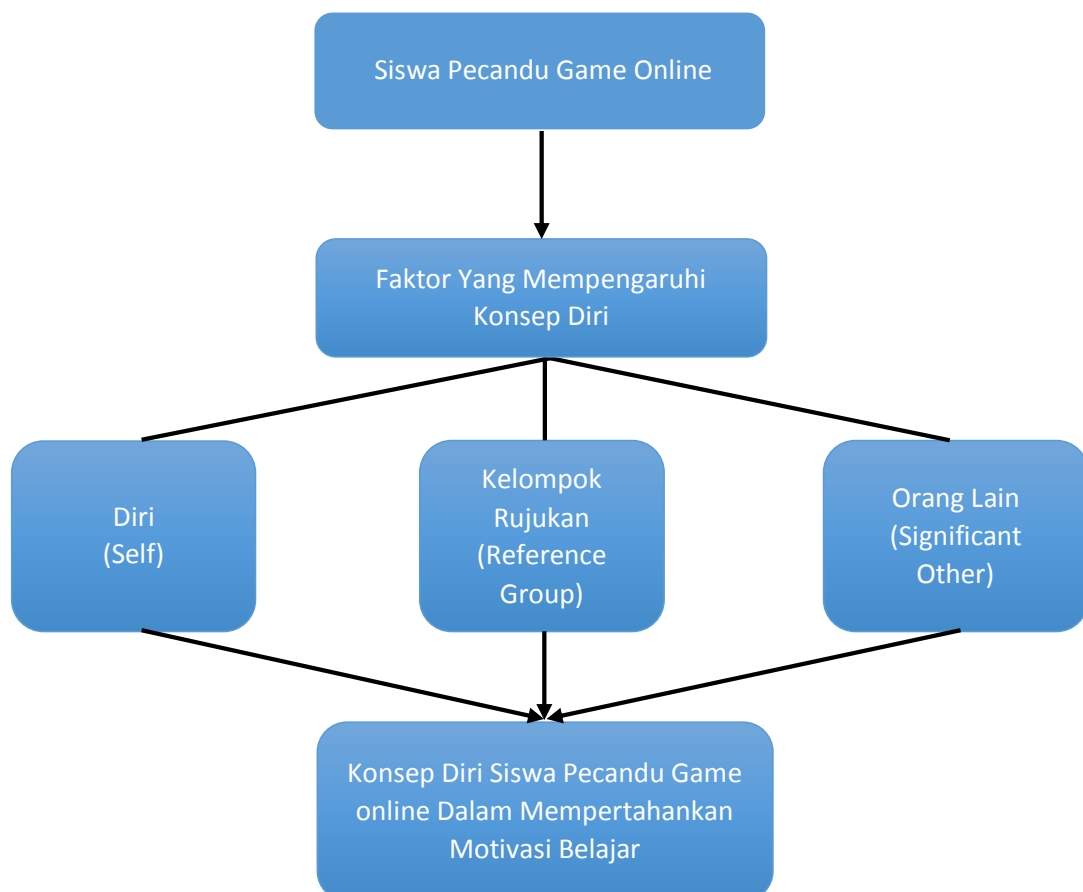 Siswa Pecandu Game Online
Faktor Yang Mempengaruhi
Konsep Diri
Diri
(Self)
Kelompok
Rujukan
(Reference
Group)
Orang Lain
(Significant
Other)
Konsep Diri Siswa Pecandu Game
online Dalam Mempertahankan
Motivasi Belajar